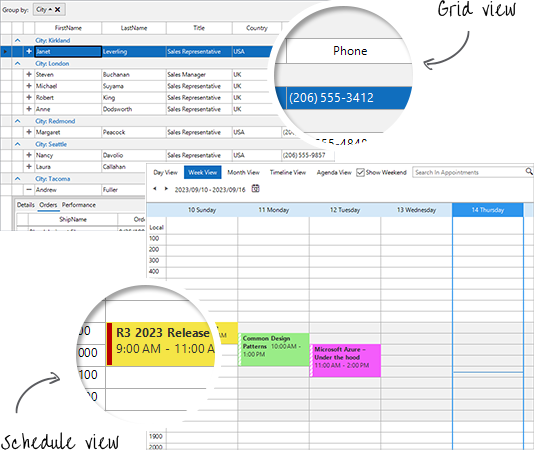 Group by: City
Grid view
FirstName LastName Title Country
City: Kirkland
Janet Leverling Sales Representative USA
Phone
(206) 555-3412
City: London
Steven Buchanan Sales Manager UK
Michael Suyama Sales Representative UK
Robert King Sales Representative UK
Anne Dodsworth Sales Representative UK
City: Redmond
Margaret Peacock Sales Representative USA
City: Seattle
Nancy Davolio Sales Representative USA (206) 555-9857
Laura Callahan
City: Tacoma
Andrew Fuller
Details Orders Performance
ShipName
Day View Week View Month View Timeline View Agenda View Show Weekend Search In Appointments
2023/09/10 - 2023/09/16
10 Sunday 11 Monday 12 Tuesday 13 Wednesday 14 Thursday
Local
100
200
300
400
R3 2023 Release
9:00 AM - 11:00 A
Common Design
Patterns 10:00 AM -
1:00 PM
Microsoft Azure -
Under the hood
11:00 AM - 2:00 PM
Schedule view
1900
2000